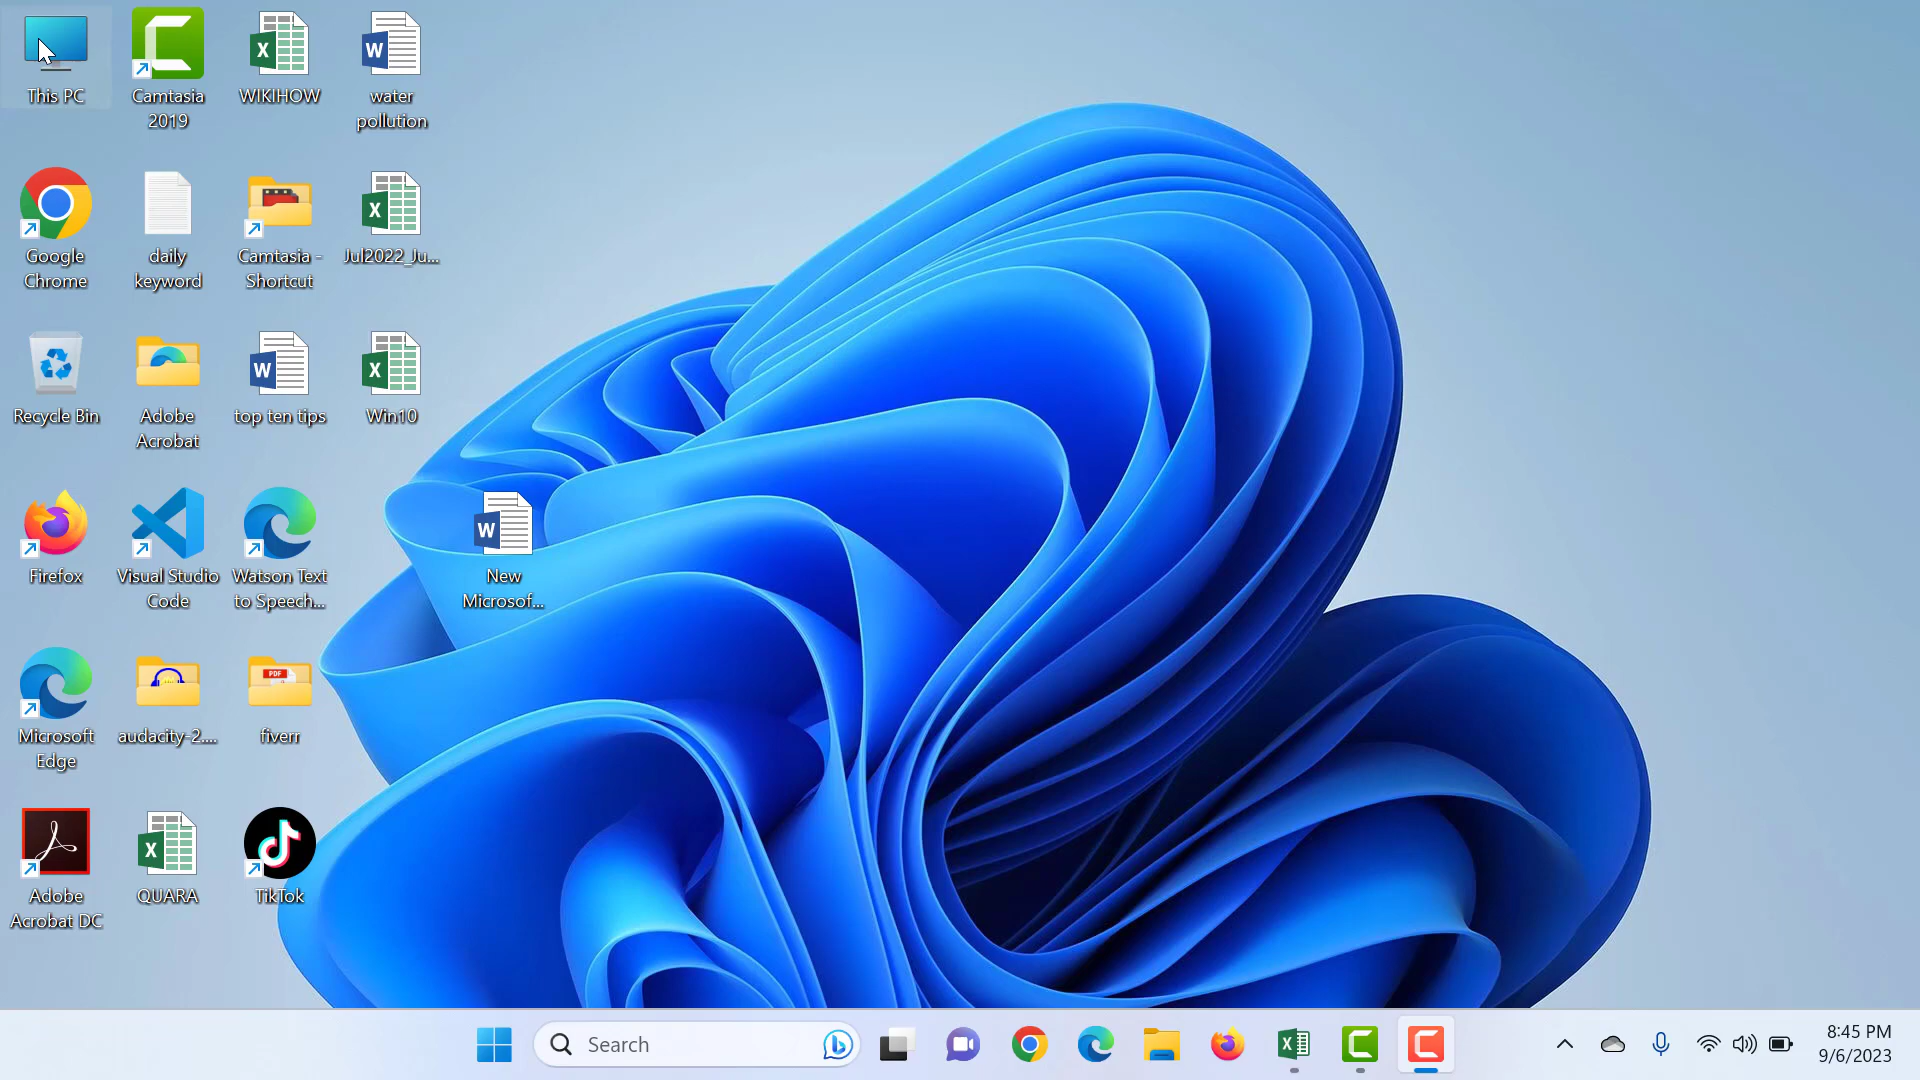 This PC
Camtasia
2019
WIKIHOW
water
pollution
Google
Chrome
daily
keyword
Camtasia -
Shortcut
Jul2022_Ju...
Recycle Bin
Adobe
Acrobat
top ten tips
Win10
Firefox
Visual Studio
Code
Watson Text
to Speech...
New
Microsof...
Microsoft
Edge
audacity-2....
fiverr
Adobe
Acrobat DC
QUARA
TikTok
Search
8:45 PM
9/6/2023